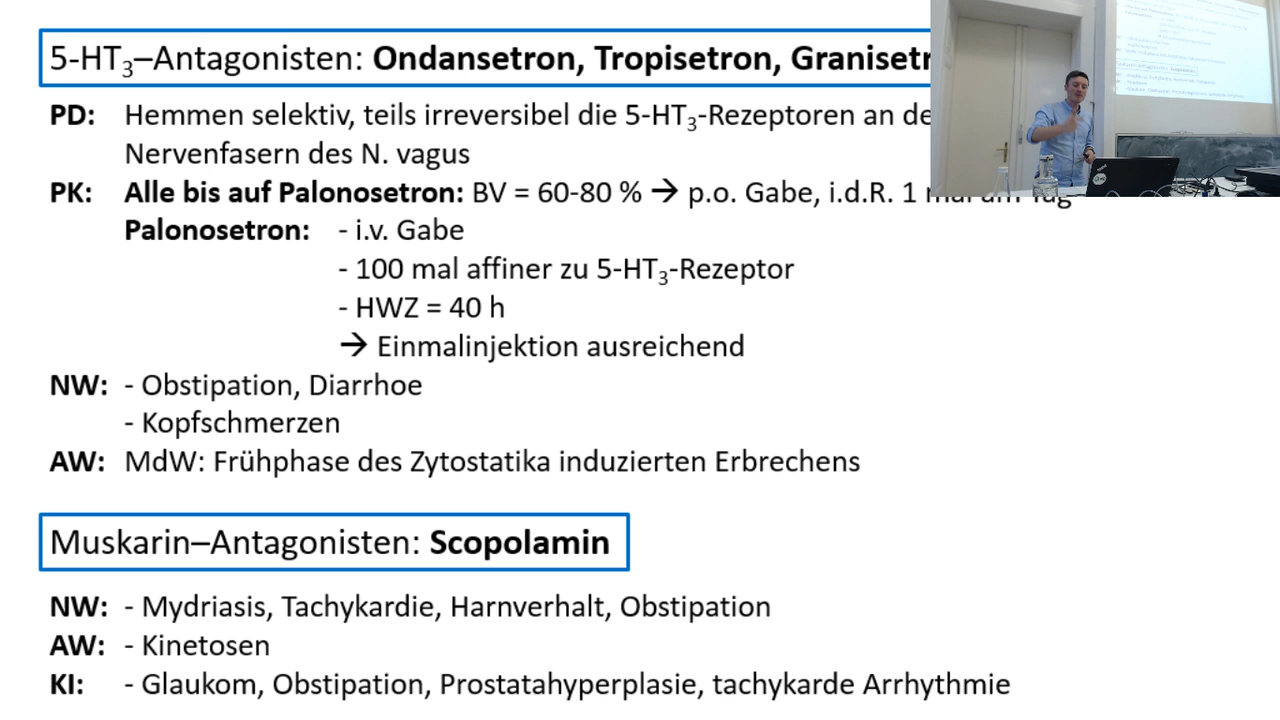 5-HT₃–Antagonisten: Ondansetron, Tropisetron,
PD: Hemmen selektiv, teils irreversibel die 5-HT₃-Rezeptoren an
Nervenfasern des N. vagus
PK: Alle bis auf Palonosetron: BV = 60-80 % → p.o. Gabe, i.d.R. 1 mal am Tag
Palonosetron: - i.v. Gabe
- 100 mal affiner zu 5-HT₃-Rezeptor
- HWZ = 40 h
→ Einmalinjektion ausreichend
NW: - Obstipation, Diarrhoe
- Kopfschmerzen
AW: MdW: Frühphase des Zytostatika induzierten Erbrechens
Muskarin–Antagonisten: Scopolamin
NW: - Mydriasis, Tachykardie, Harnverhalt, Obstipation
AW: - Kinetosen
KI: - Glaukom, Obstipation, Prostatahyperplasie, tachykarde Arrhythmie